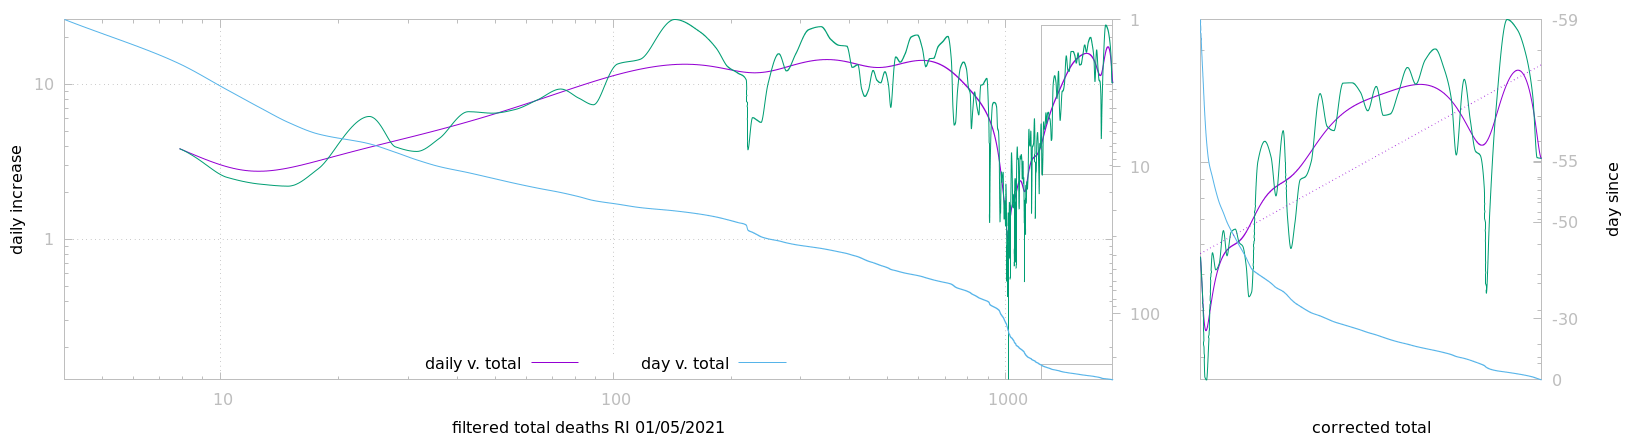 daily increase
10
1
10
100
1000
1
10
100
daily v. total
day v. total
filtered total deaths RI 01/05/2021
-59
-55
-50
-30
0
day since
corrected total